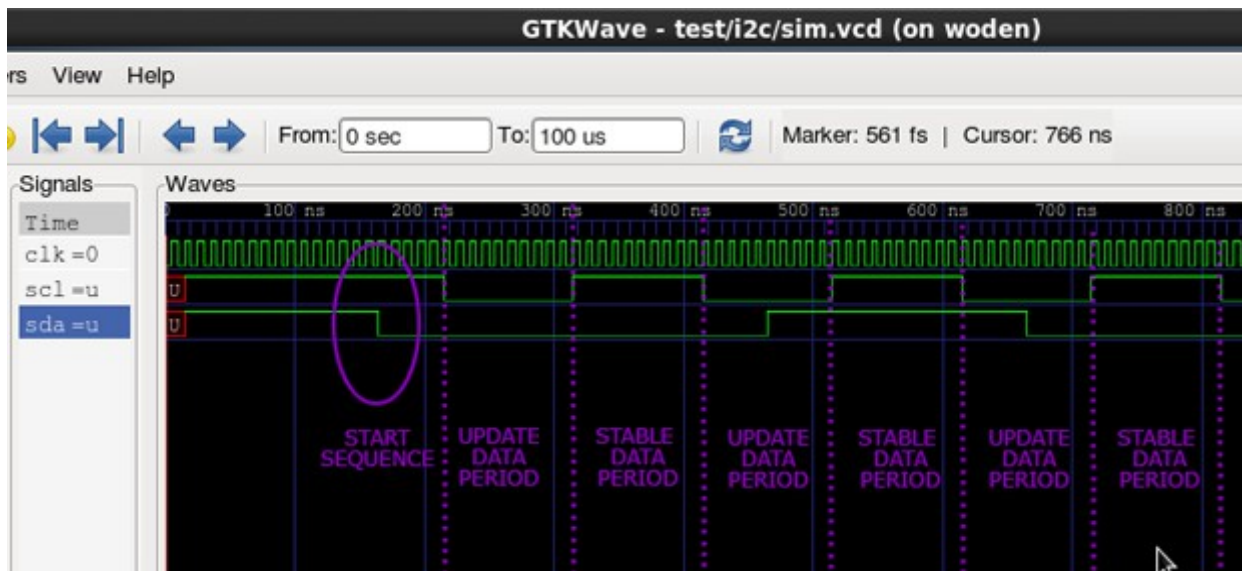 GTKWave - test/i2c/sim.vcd (on woden)
rs View Help
From: 0 sec To: 100 us Marker: 561 fs | Cursor: 766 ns
Signals Waves
Time 100 ns 200 ns 300 ns 400 ns 500 ns 600 ns 700 ns 800 ns
clk =0
scl =u U
sda =u U
START
SEQUENCE
UPDATE
DATA
PERIOD
STABLE
DATA
PERIOD
UPDATE
DATA
PERIOD
STABLE
DATA
PERIOD
UPDATE
DATA
PERIOD
STABLE
DATA
PERIOD